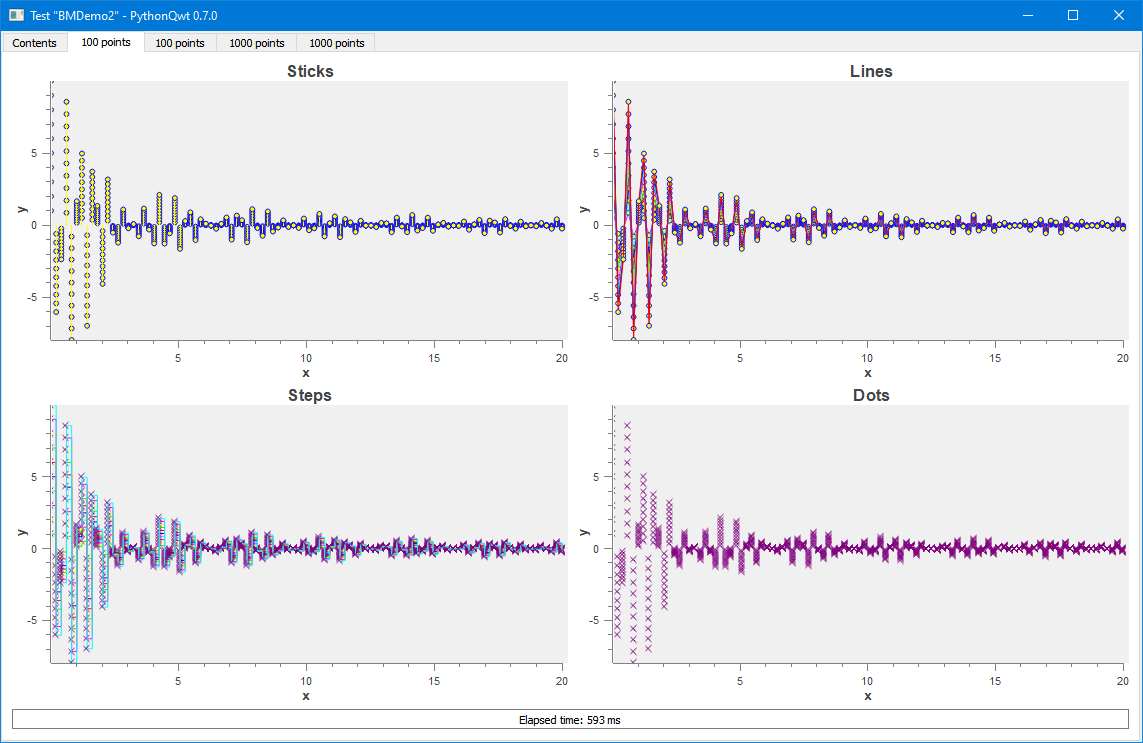 Test "BMDemo2" - PythonQwt 0.7.0
Contents 100 points 100 points 1000 points 1000 points
Sticks
5
0
-5
y
5 10 15 20
x
Lines
5
0
-5
y
5 10 15 20
x
Steps
5
0
-5
y
5 10 15 20
x
Dots
5
0
-5
y
5 10 15 20
x
Elapsed time: 593 ms